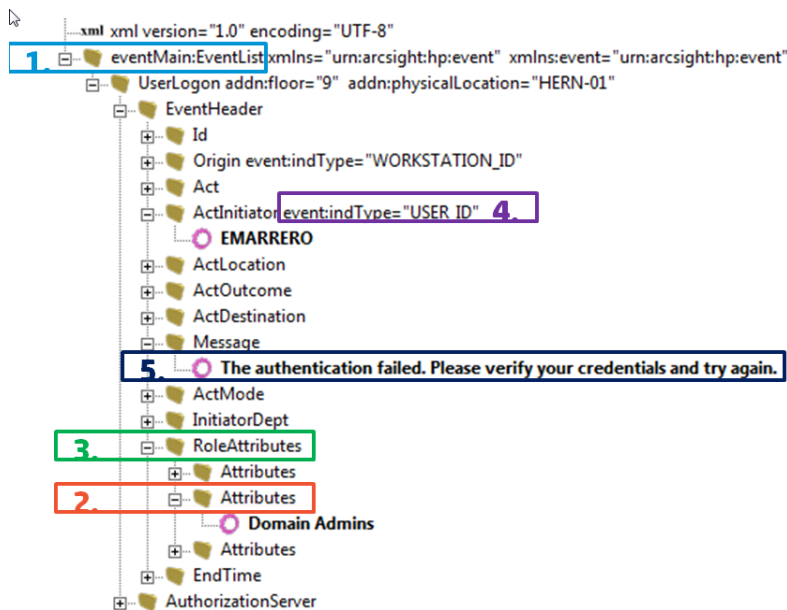 xml xml version="1.0" encoding="UTF-8"
1. eventMain:EventList xmlns="urn:arcsight:hp:event" xmlns:event="urn:arcsight:hp:event"
UserLogon addn:floor="9" addn:physicalLocation="HERN-01"
EventHeader
Id
Origin event:indType="WORKSTATION_ID"
Act
ActInitiator event:indType="USER ID" 4.
EMARRERO
ActLocation
ActOutcome
ActDestination
Message
5. The authentication failed. Please verify your credentials and try again.
ActMode
InitiatorDept
3. RoleAttributes
Attributes
2. Attributes
Domain Admins
Attributes
EndTime
AuthorizationServer